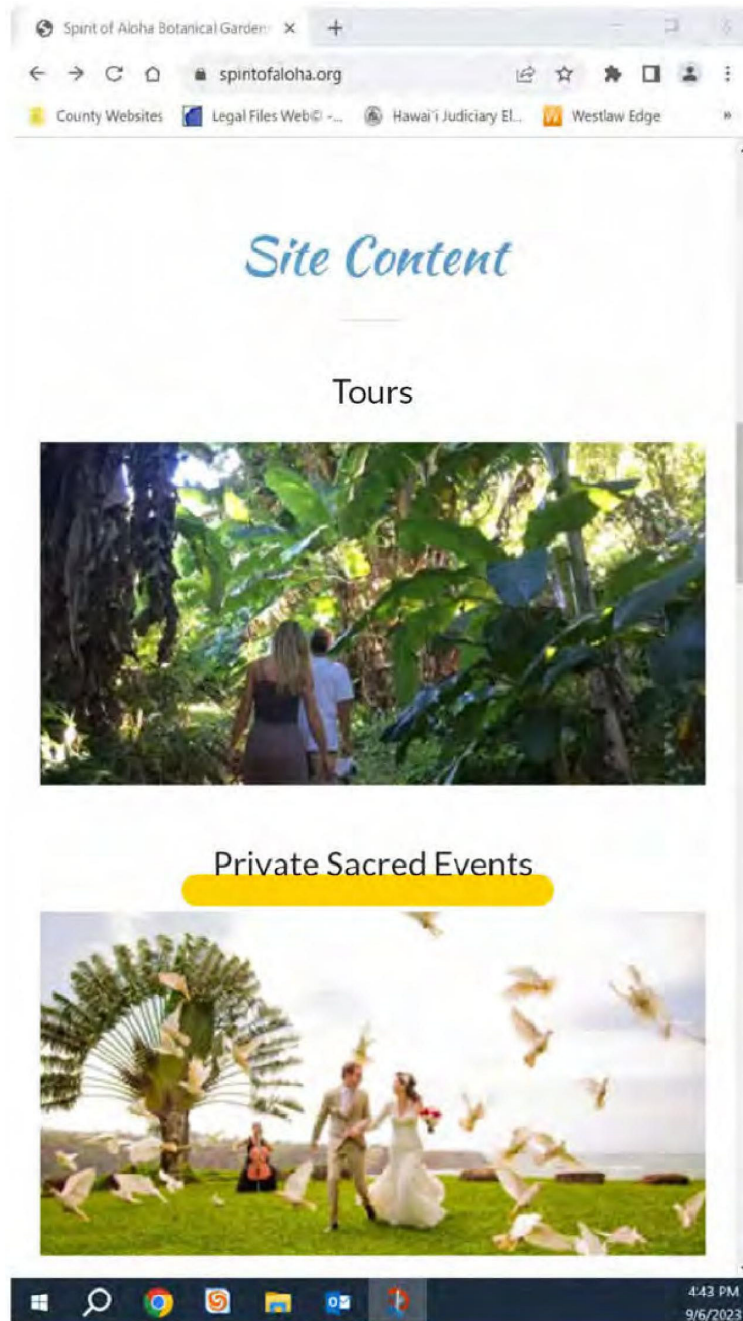 Spirit of Aloha Botanical Garden
spiritofaloha.org
County Websites Legal Files Web© -... Hawai'i Judiciary El... Westlaw Edge »
Site Content
Tours
Private Sacred Events
4:43 PM
9/6/2023